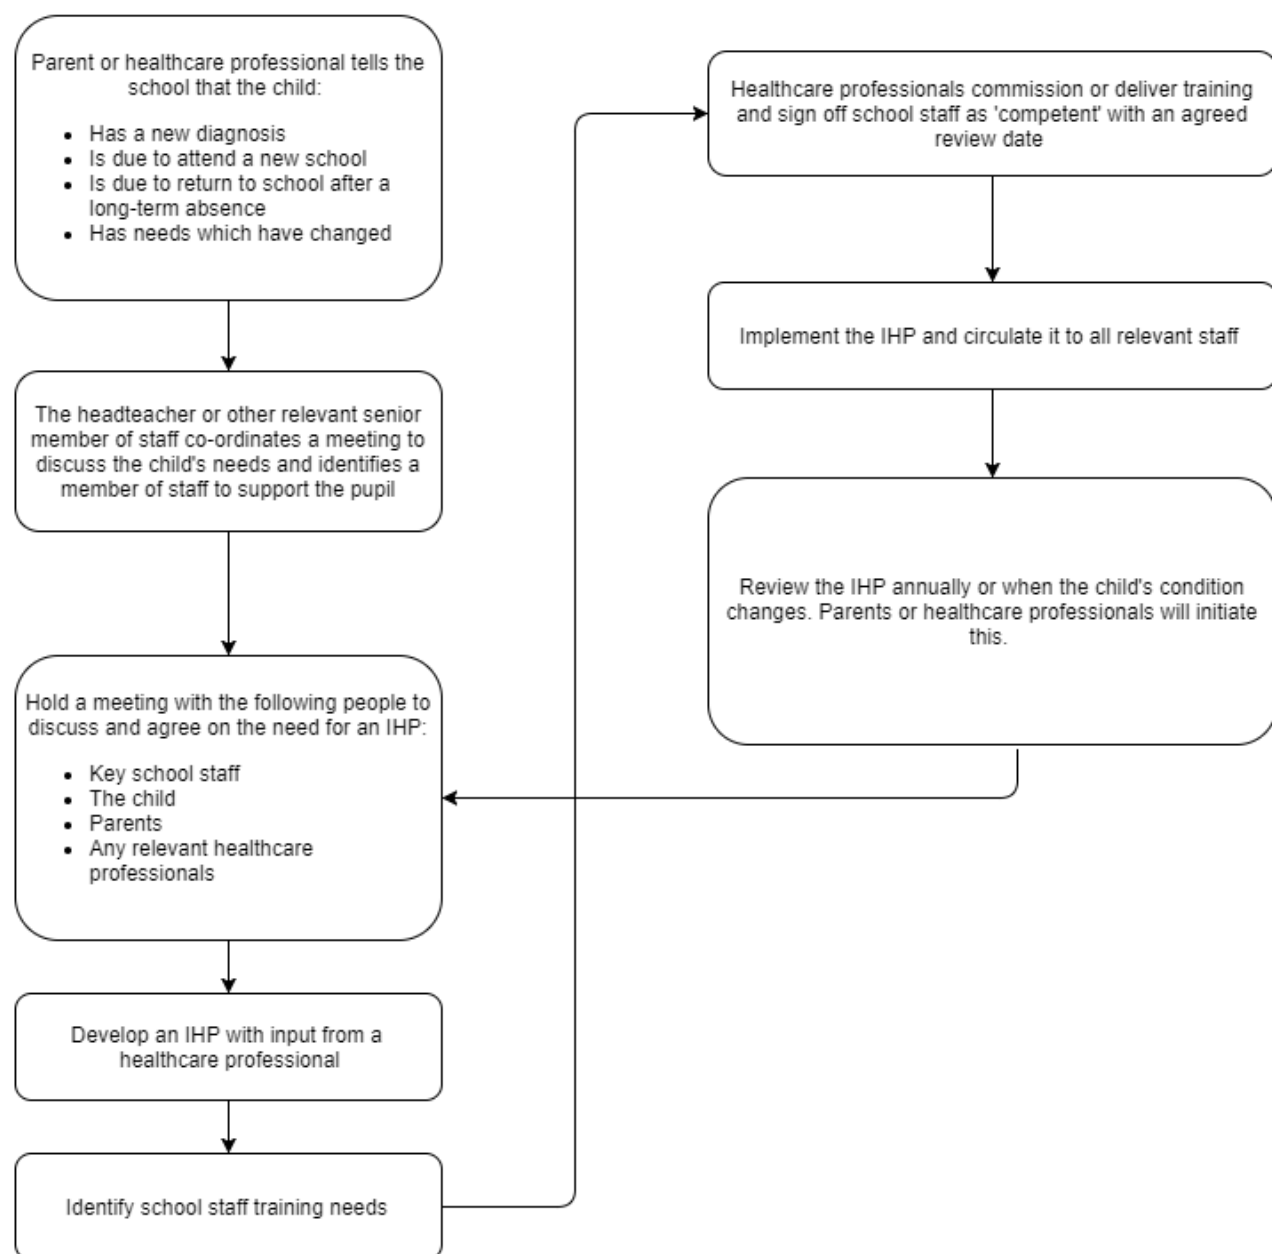 Parent or healthcare professional tells the
school that the child:
• Has a new diagnosis
• Is due to attend a new school
• Is due to return to school after a
long-term absence
• Has needs which have changed
The headteacher or other relevant senior
member of staff co-ordinates a meeting to
discuss the child's needs and identifies a
member of staff to support the pupil
Hold a meeting with the following people to
discuss and agree on the need for an IHP:
• Key school staff
• The child
• Parents
• Any relevant healthcare
professionals
Develop an IHP with input from a
healthcare professional
Identify school staff training needs
Healthcare professionals commission or deliver training
and sign off school staff as 'competent' with an agreed
review date
Implement the IHP and circulate it to all relevant staff
Review the IHP annually or when the child's condition
changes. Parents or healthcare professionals will initiate
this.